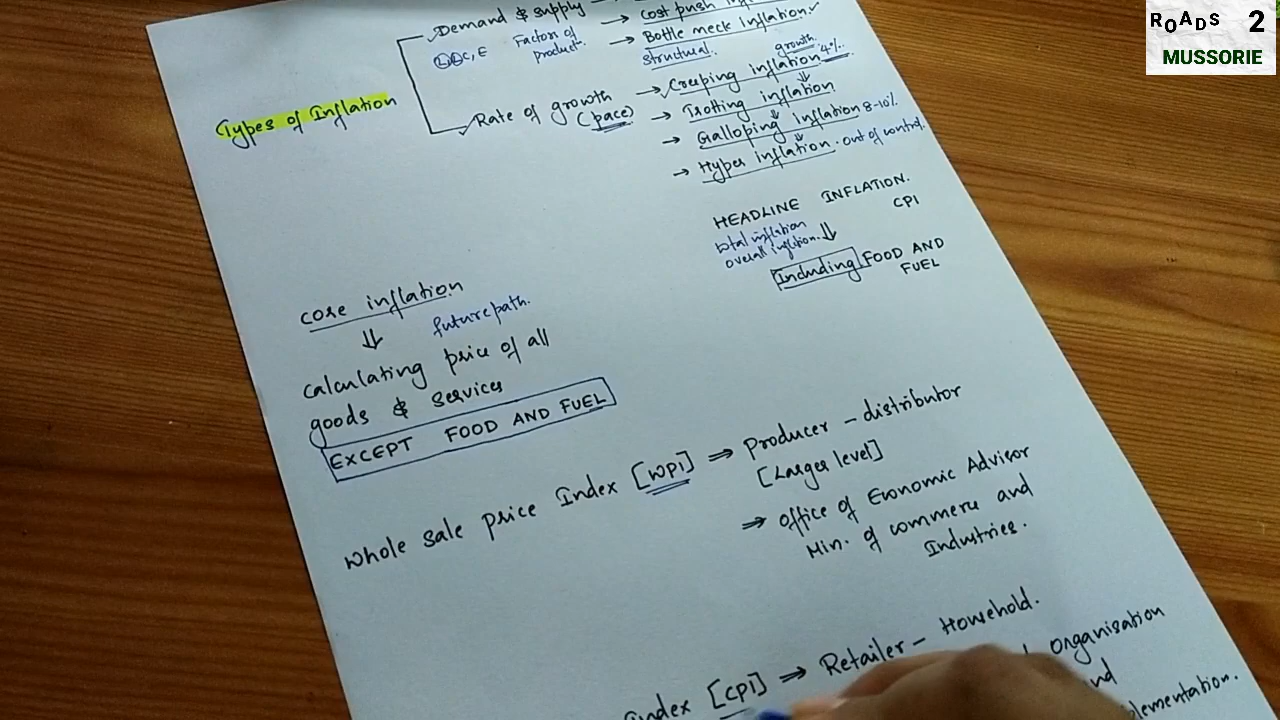 ROADS 2
MUSSORIE
Demand & supply
cost push
L, C, E Factors of
product.
→ Bottle neck Inflation.
structural.
Types of Inflation
Rate of growth
(pace)
growth
→ Creeping inflation 4%.
→ Trotting inflation
→ Galloping inflation 8-10%.
→ Hyper inflation. out of control.
HEADLINE INFLATION.
CPI
total inflation
overall inflation.
Including FOOD AND
FUEL
core inflation
future path.
calculating price of all
goods & services
EXCEPT FOOD AND FUEL
whole sale price Index [WPI] ⇒ Producer - distributor
[Larger level]
⇒ Office of Economic Advisor
Min. of commerce and
Industries.
Index [CPI] ⇒ Retailer - Household.
organisation